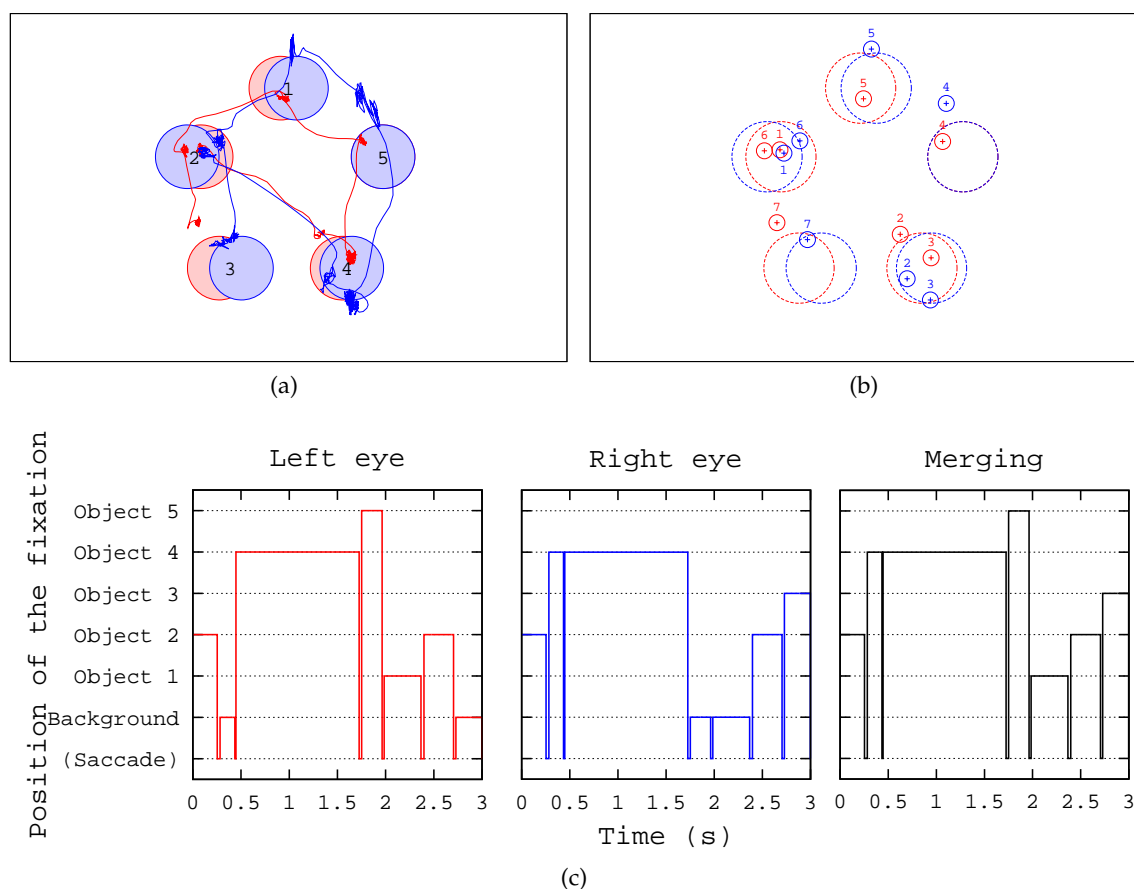 1
2
5
3
4
(a)
5
4
5
4
6
6
1
1
7
7
2
3
2
3
(b)
Left eye
Right eye
Merging
Position of the fixation
Object 5
Object 4
Object 3
Object 2
Object 1
Background
(Saccade)
0 0.5 1 1.5 2 2.5 3
0 0.5 1 1.5 2 2.5 3
0 0.5 1 1.5 2 2.5 3
Time (s)
(c)